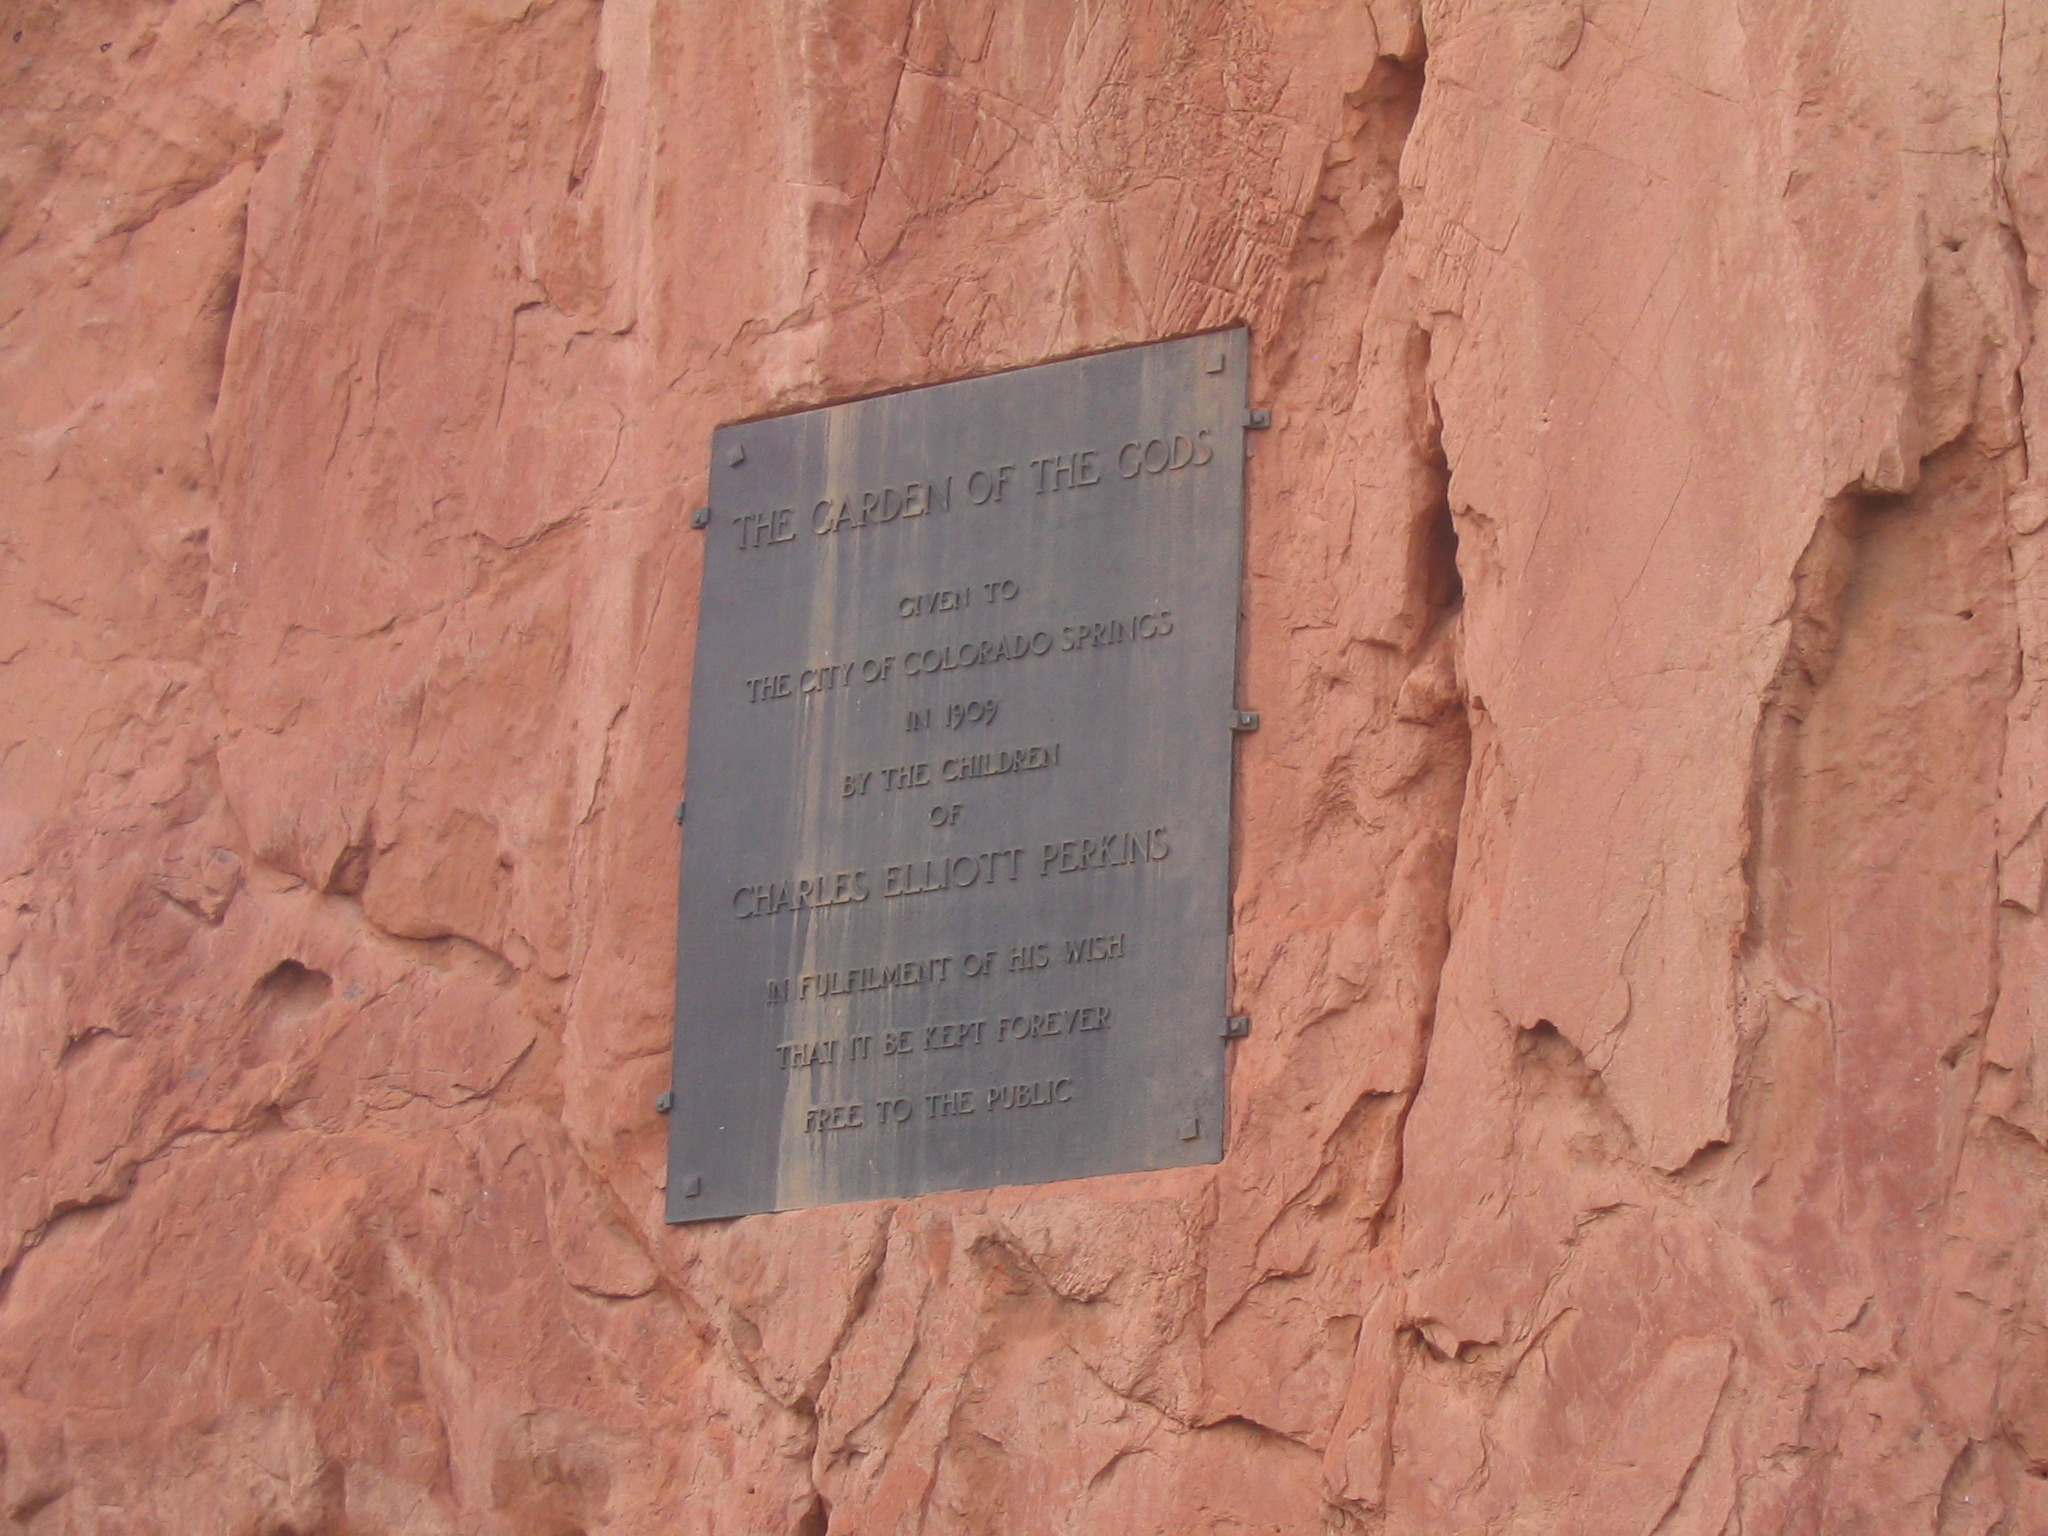 THE GARDEN OF THE GODS
GIVEN TO
THE CITY OF COLORADO SPRINGS
IN 1909
BY THE CHILDREN
OF
CHARLES ELLIOTT PERKINS
IN FULFILMENT OF HIS WISH
THAT IT BE KEPT FOREVER
FREE TO THE PUBLIC